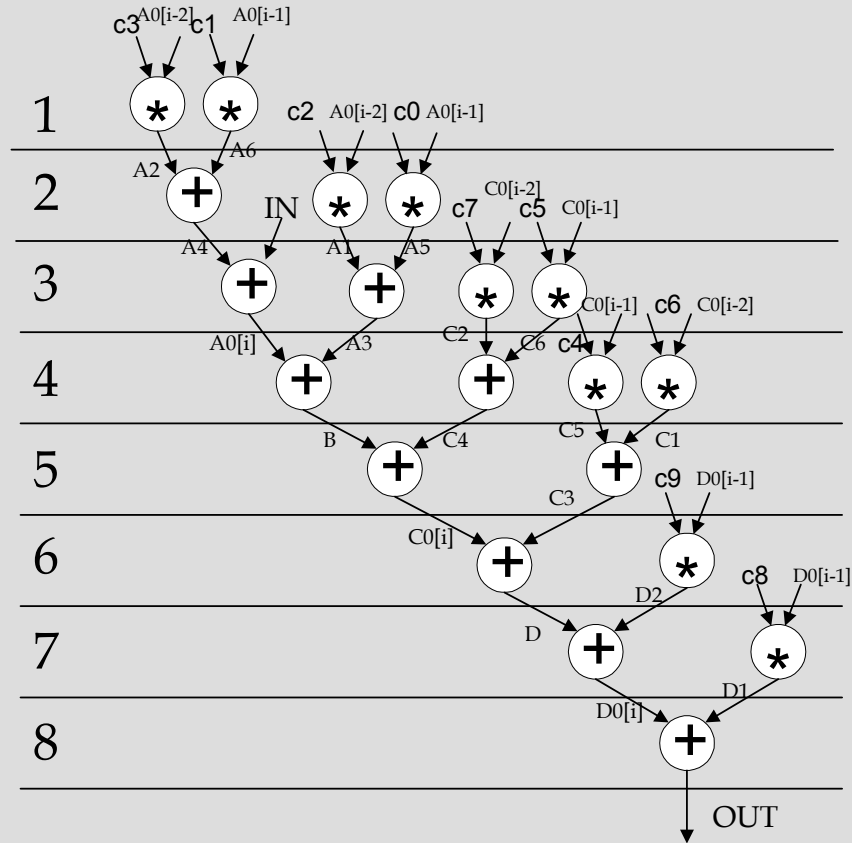 c3 A0[i-2] c1 A0[i-1]
* *
1
c2 A0[i-2] c0 A0[i-1]
A2 A6
2
+ * *
IN
c7 C0[i-2] c5 C0[i-1]
A4 A1 A5
3
+ + * *
C0[i-1] c6 C0[i-2]
A0[i] A3 C2 C6 c4
4
+ + * *
B C4 C5 C1
5
+ +
c9 D0[i-1]
C0[i] C3
6
+ *
c8 D0[i-1]
D D2
7
+ *
D0[i] D1
8
+
OUT